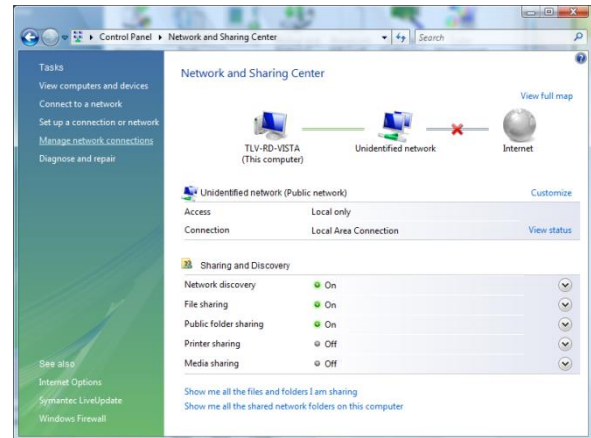 Control Panel
Network and Sharing Center
Search
Tasks
View computers and devices
Connect to a network
Set up a connection or network
Manage network connections
Diagnose and repair
See also
Internet Options
Symantec LiveUpdate
Windows Firewall
Network and Sharing Center
View full map
TLV-RD-VISTA
(This computer)
Unidentified network
Internet
Unidentified network (Public network)
Customize
Access Local only
Connection Local Area Connection View status
Sharing and Discovery
Network discovery On
File sharing On
Public folder sharing On
Printer sharing Off
Media sharing Off
Show me all the files and folders I am sharing
Show me all the shared network folders on this computer